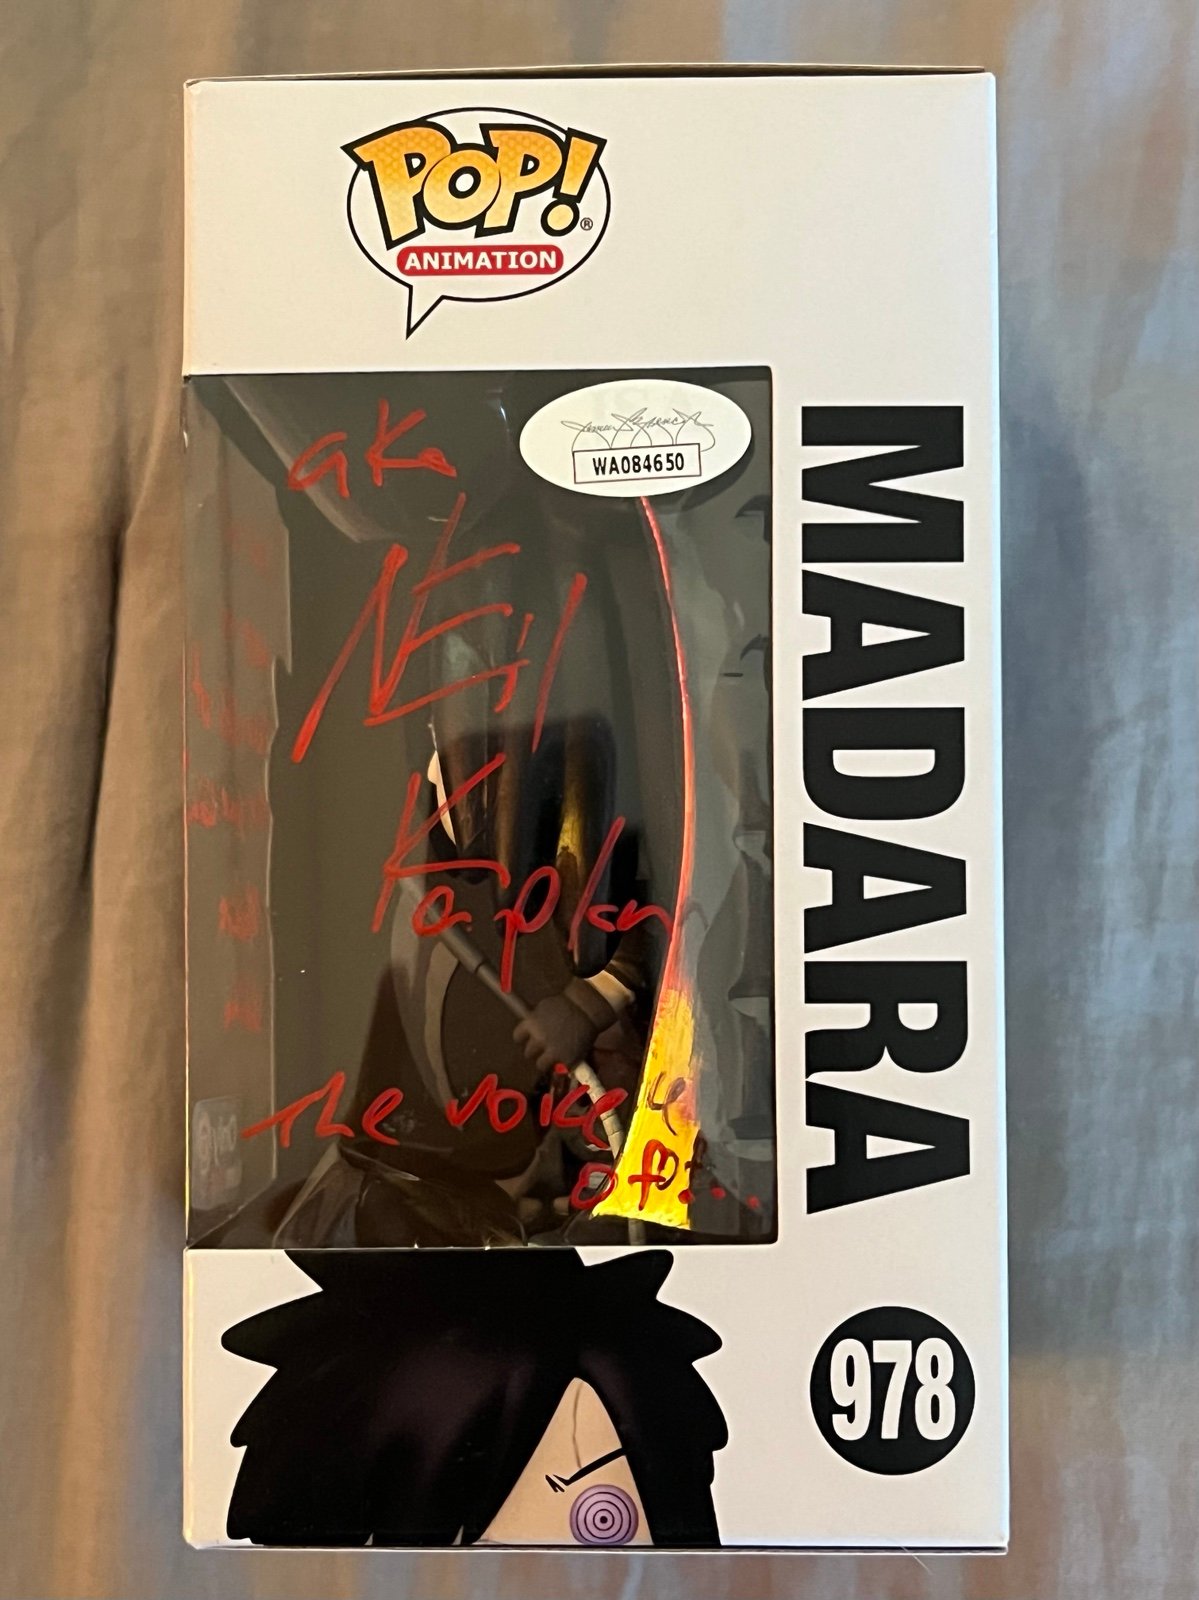 POP! ®
ANIMATION
WA084650
aka
NEil
Kaplan
The voice
of...
MADARA
978